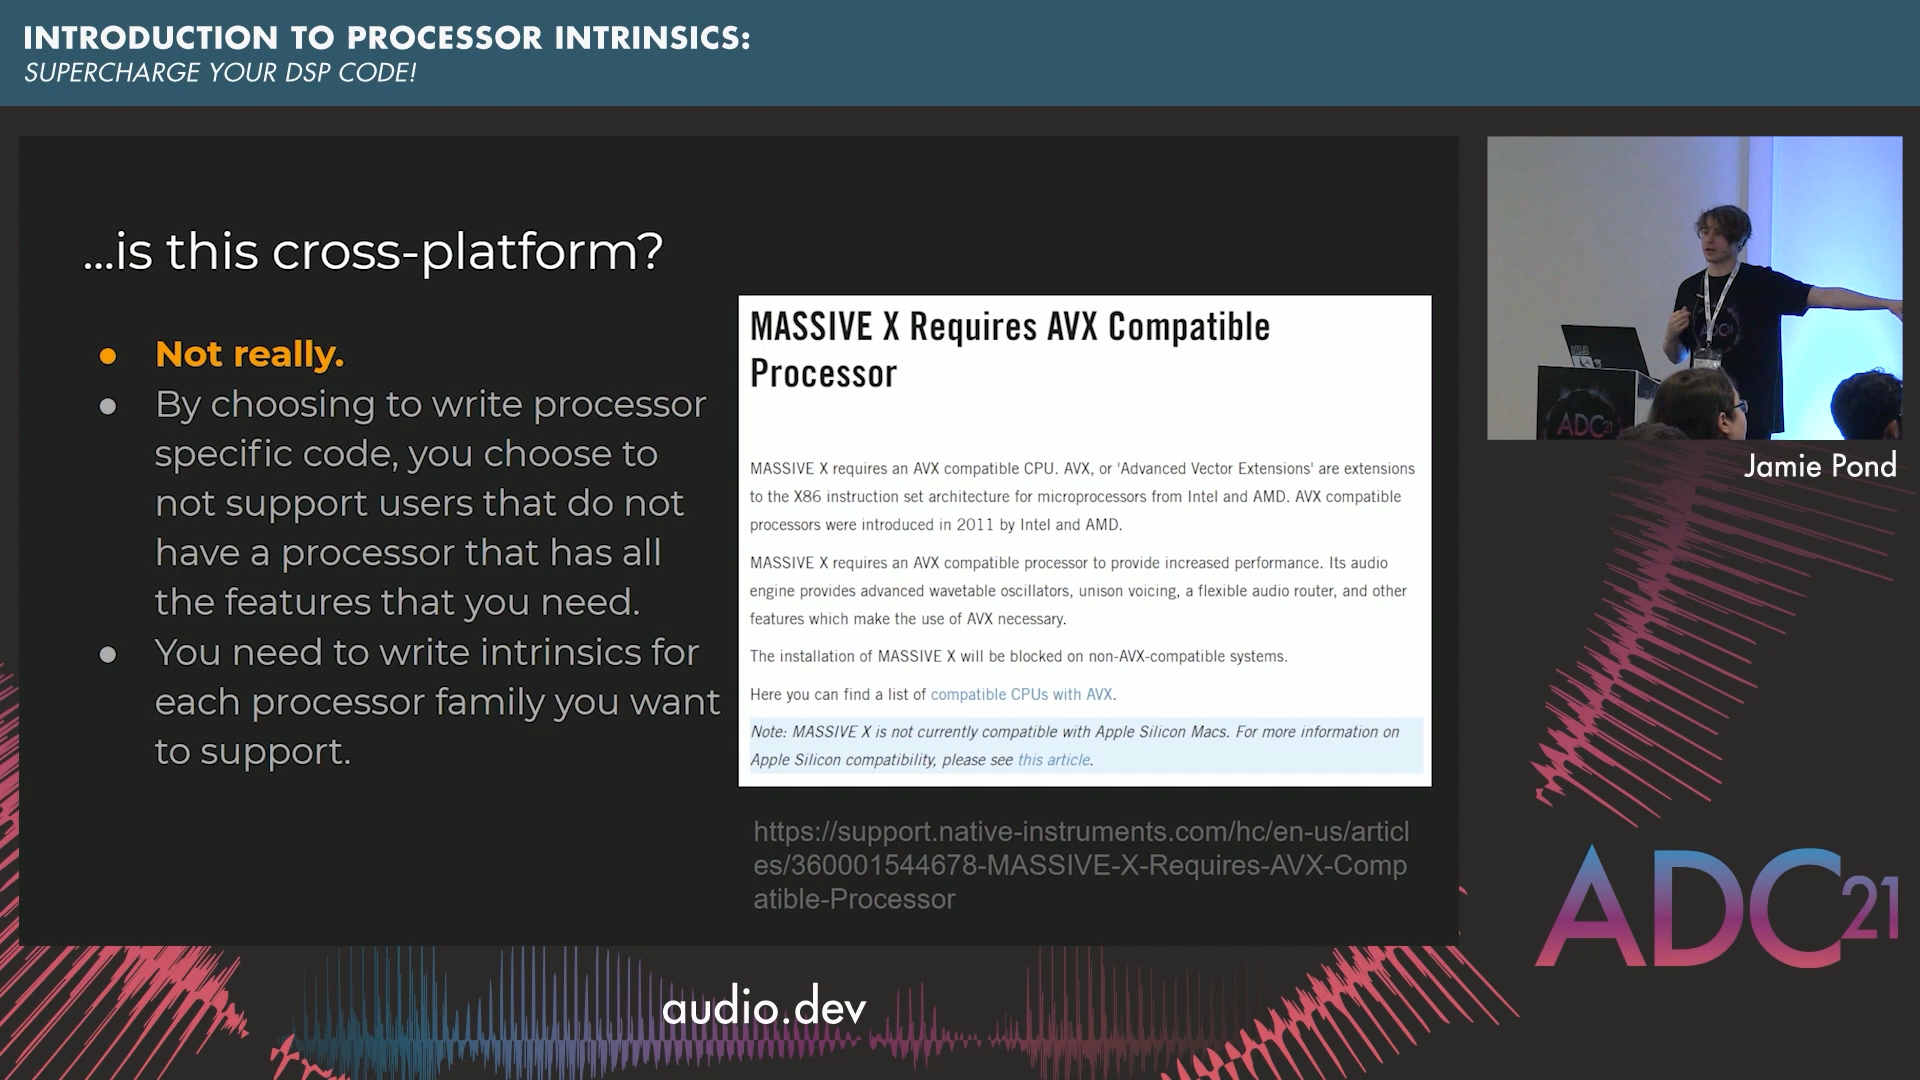 INTRODUCTION TO PROCESSOR INTRINSICS:
SUPERCHARGE YOUR DSP CODE!
...is this cross-platform?
● Not really.
● By choosing to write processor
specific code, you choose to
not support users that do not
have a processor that has all
the features that you need.
● You need to write intrinsics for
each processor family you want
to support.
MASSIVE X Requires AVX Compatible
Processor
MASSIVE X requires an AVX compatible CPU. AVX, or 'Advanced Vector Extensions' are extensions
to the X86 instruction set architecture for microprocessors from Intel and AMD. AVX compatible
processors were introduced in 2011 by Intel and AMD.
MASSIVE X requires an AVX compatible processor to provide increased performance. Its audio
engine provides advanced wavetable oscillators, unison voicing, a flexible audio router, and other
features which make the use of AVX necessary.
The installation of MASSIVE X will be blocked on non-AVX-compatible systems.
Here you can find a list of compatible CPUs with AVX.
Note: MASSIVE X is not currently compatible with Apple Silicon Macs. For more information on
Apple Silicon compatibility, please see this article.
https://support.native-instruments.com/hc/en-us/articl
es/360001544678-MASSIVE-X-Requires-AVX-Comp
atible-Processor
ADC21
Jamie Pond
ADC21
audio.dev